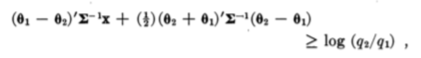 (θ₁ − θ₂)′Σ⁻¹x + (½)(θ₂ + θ₁)′Σ⁻¹(θ₂ − θ₁)
≥ log (q₂/q₁) ,